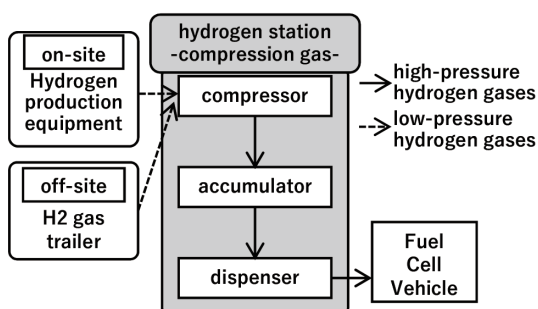 hydrogen station
-compression gas-
on-site
Hydrogen
production
equipment
compressor
high-pressure
hydrogen gases
low-pressure
hydrogen gases
off-site
H2 gas
trailer
accumulator
dispenser
Fuel
Cell
Vehicle